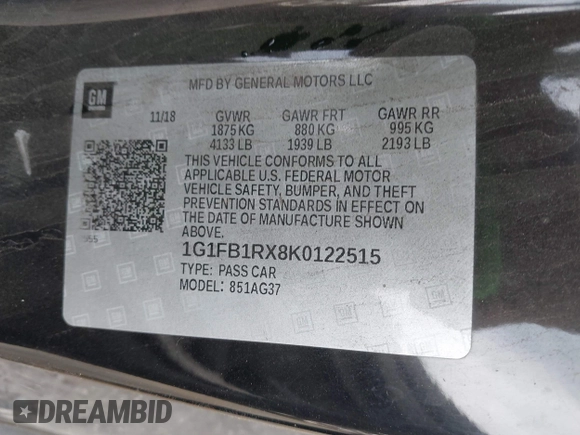 GM
MFD BY GENERAL MOTORS LLC
11/18 GVWR GAWR FRT GAWR RR
1875 KG 880 KG 995 KG
4133 LB 1939 LB 2193 LB
THIS VEHICLE CONFORMS TO ALL
APPLICABLE U.S. FEDERAL MOTOR
VEHICLE SAFETY, BUMPER, AND THEFT
PREVENTION STANDARDS IN EFFECT ON
THE DATE OF MANUFACTURE SHOWN
ABOVE.
1G1FB1RX8K0122515
TYPE: PASS CAR
MODEL: 851AG37
DREAMBID